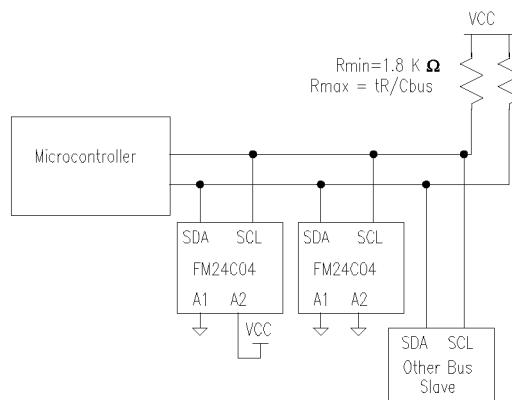 VCC
Rmin=1.8 K Ω
Rmax = tR/Cbus
Microcontroller
SDA SCL
FM24C04
A1 A2
VCC
SDA SCL
FM24C04
A1 A2
SDA SCL
Other Bus
Slave